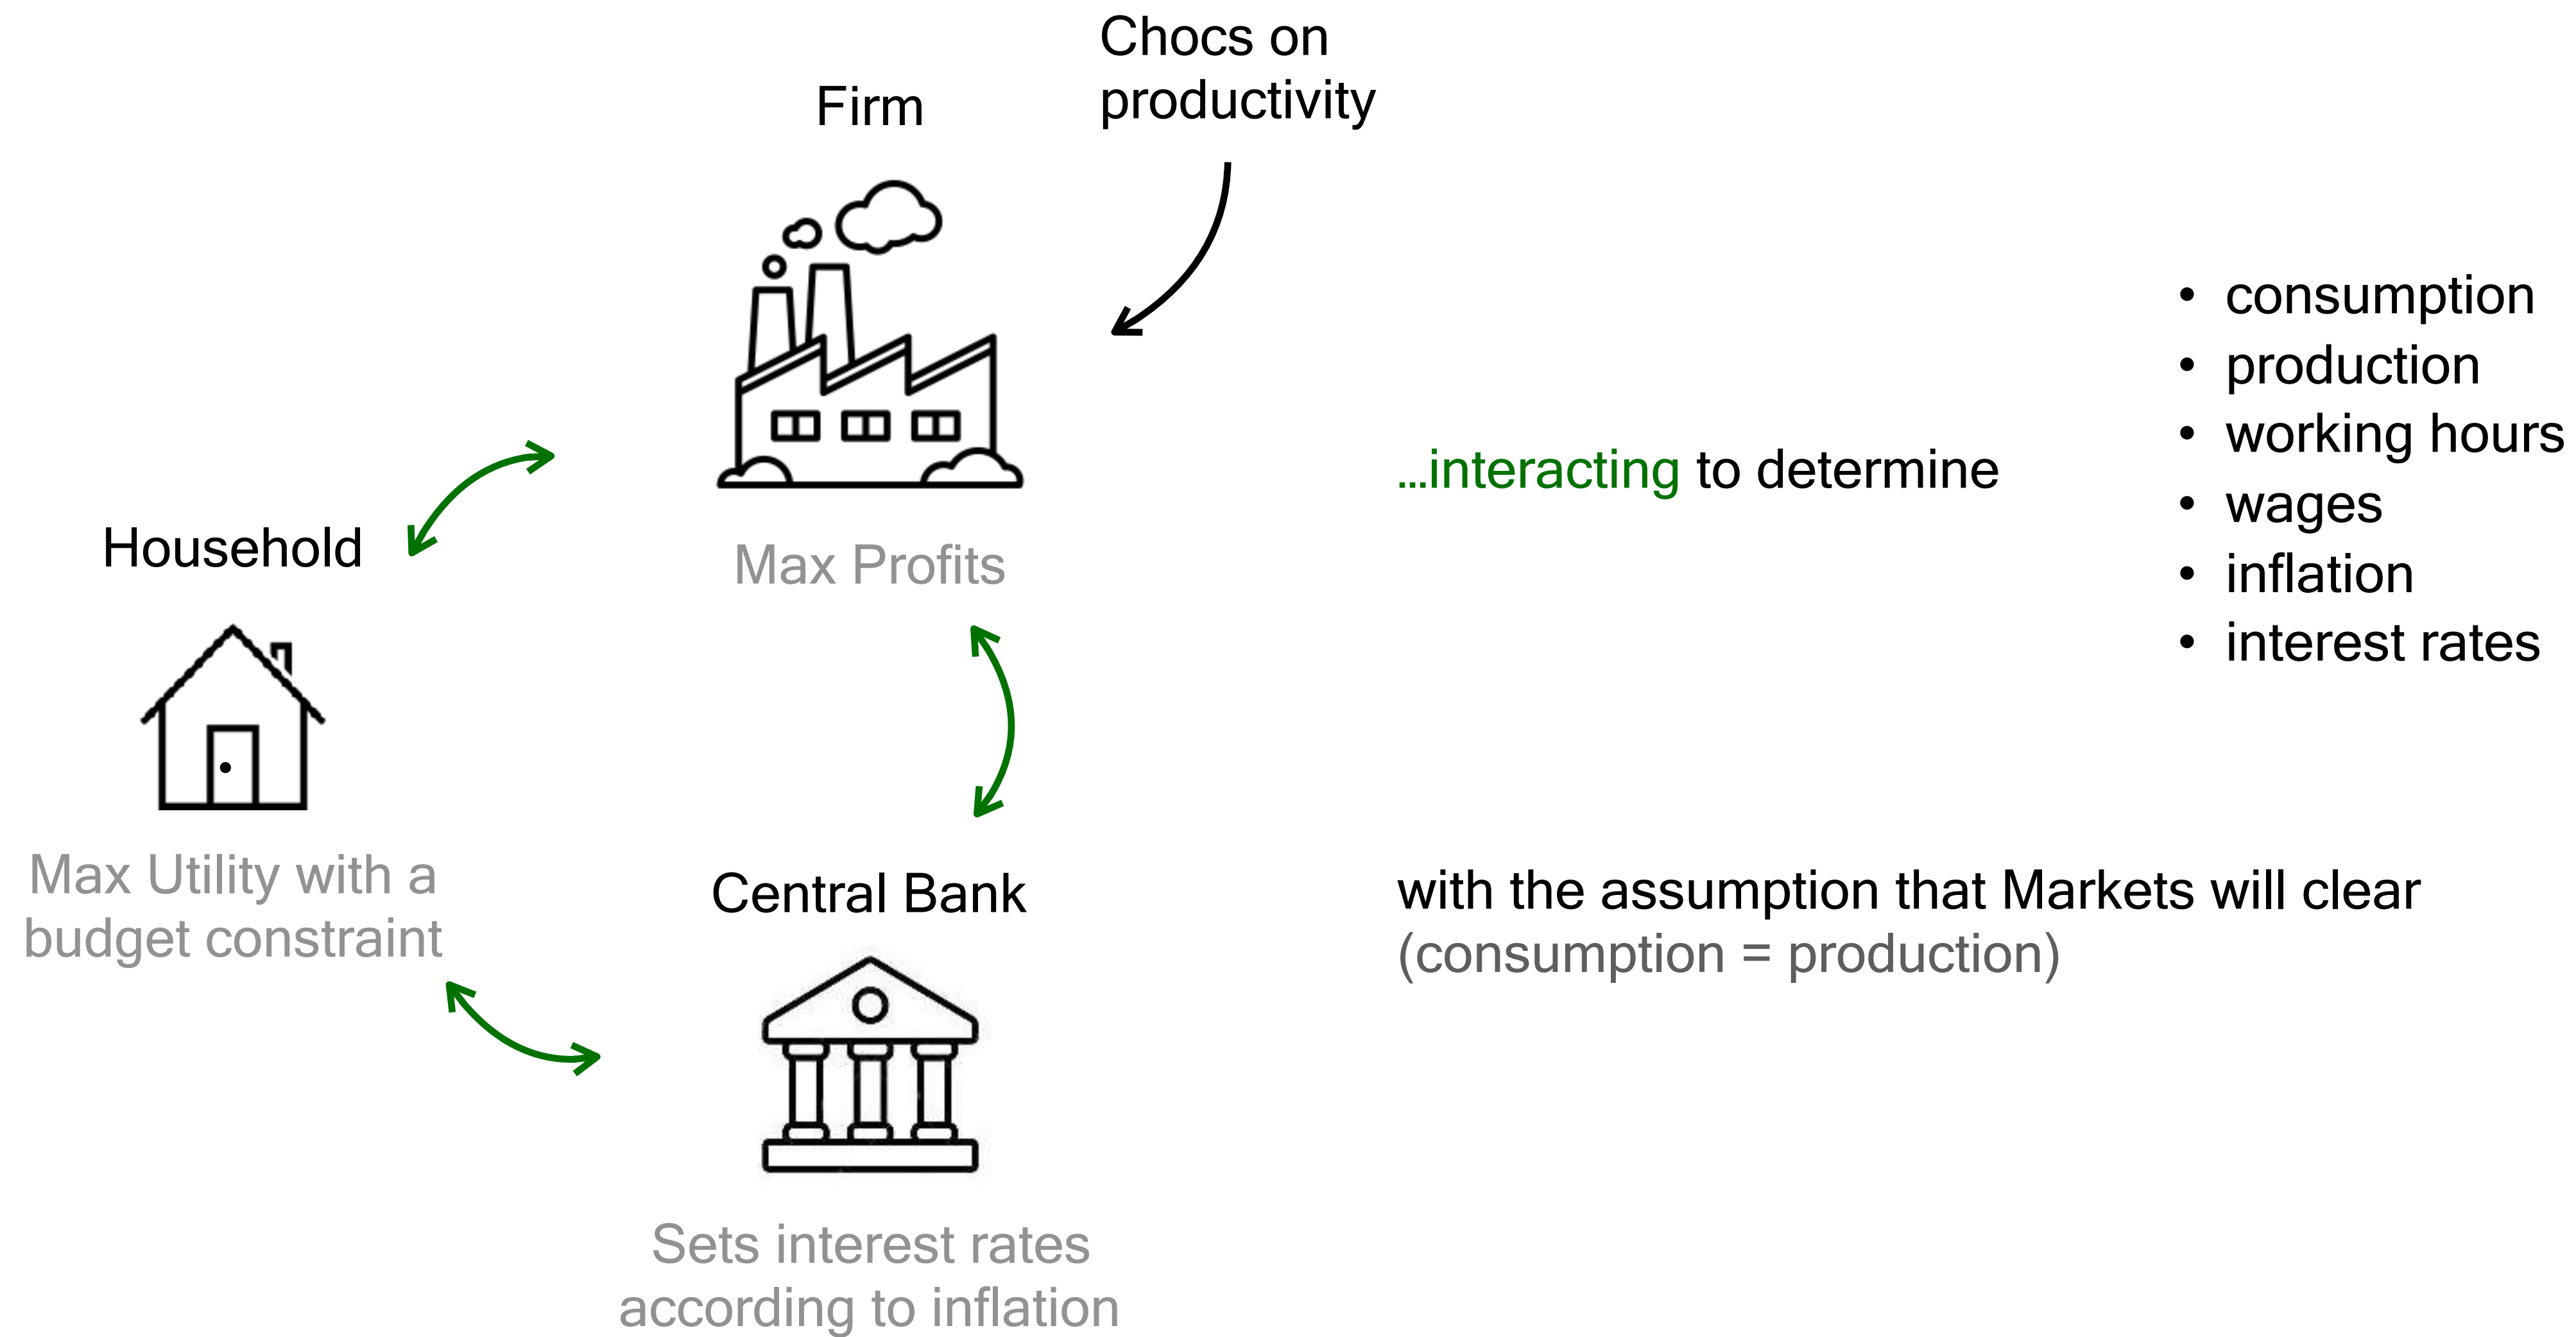 Chocs on
productivity
Firm
Max Profits
Household
Max Utility with a
budget constraint
Central Bank
Sets interest rates
according to inflation
...interacting to determine
• consumption
• production
• working hours
• wages
• inflation
• interest rates
with the assumption that Markets will clear
(consumption = production)